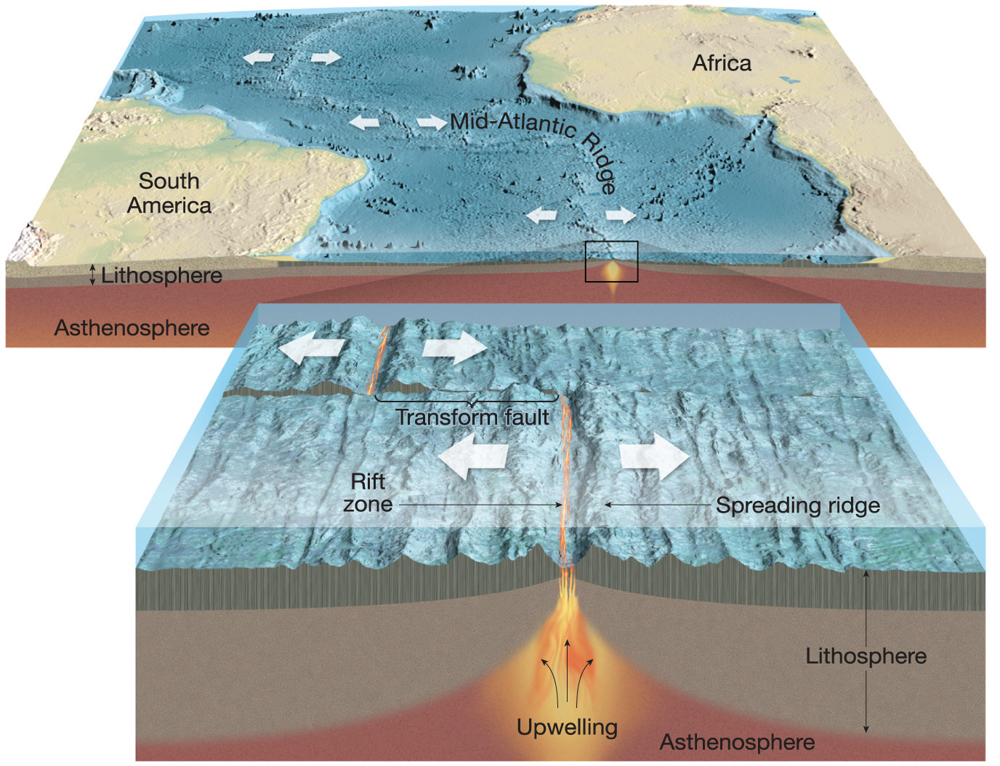 Africa
Mid-Atlantic Ridge
South
America
Lithosphere
Asthenosphere
Transform fault
Rift
zone
Spreading ridge
Lithosphere
Upwelling
Asthenosphere